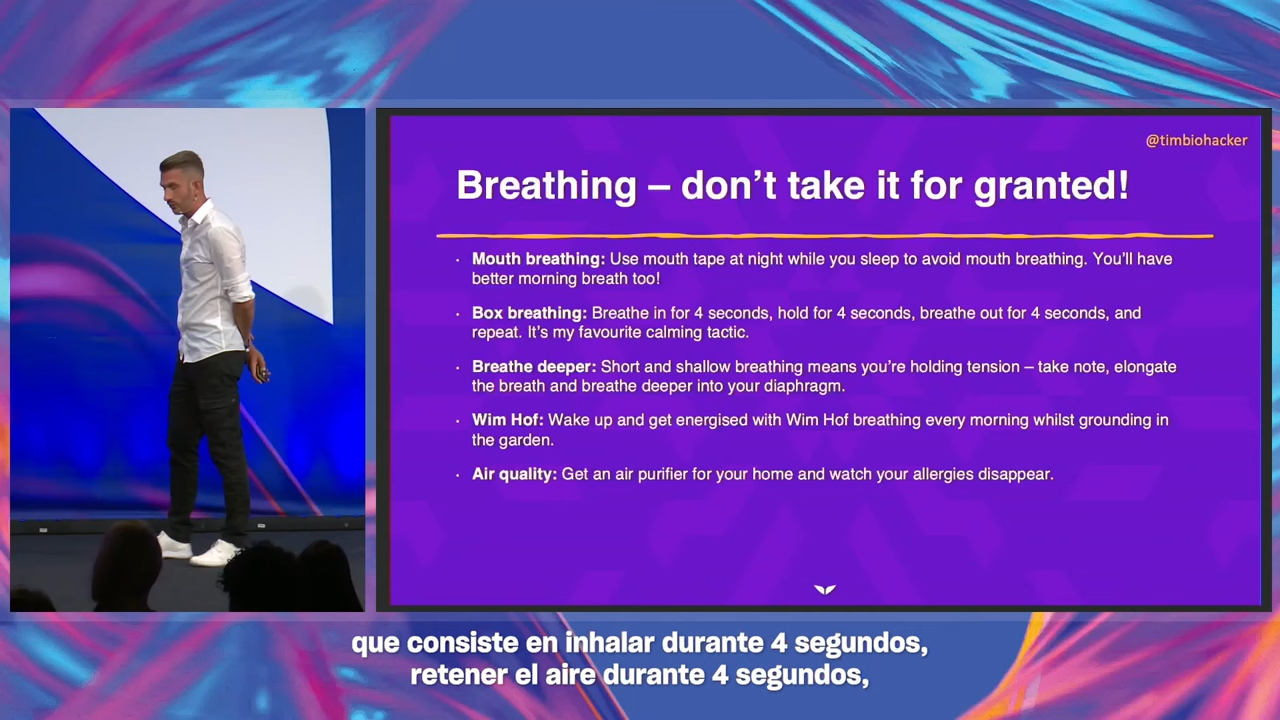 @timbiohacker
Breathing – don’t take it for granted!
· Mouth breathing: Use mouth tape at night while you sleep to avoid mouth breathing. You’ll have
better morning breath too!
· Box breathing: Breathe in for 4 seconds, hold for 4 seconds, breathe out for 4 seconds, and
repeat. It’s my favourite calming tactic.
· Breathe deeper: Short and shallow breathing means you’re holding tension – take note, elongate
the breath and breathe deeper into your diaphragm.
· Wim Hof: Wake up and get energised with Wim Hof breathing every morning whilst grounding in
the garden.
· Air quality: Get an air purifier for your home and watch your allergies disappear.
que consiste en inhalar durante 4 segundos,
retener el aire durante 4 segundos,